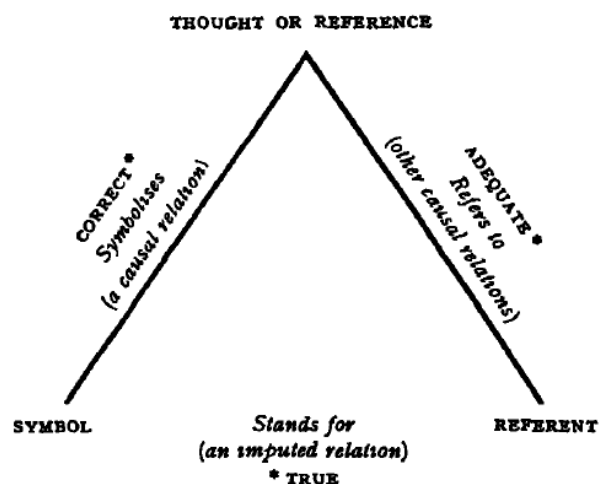 THOUGHT OR REFERENCE
CORRECT*
Symbolises
(a causal relation)
ADEQUATE*
Refers to
(other causal relations)
SYMBOL
Stands for
(an imputed relation)
* TRUE
REFERENT